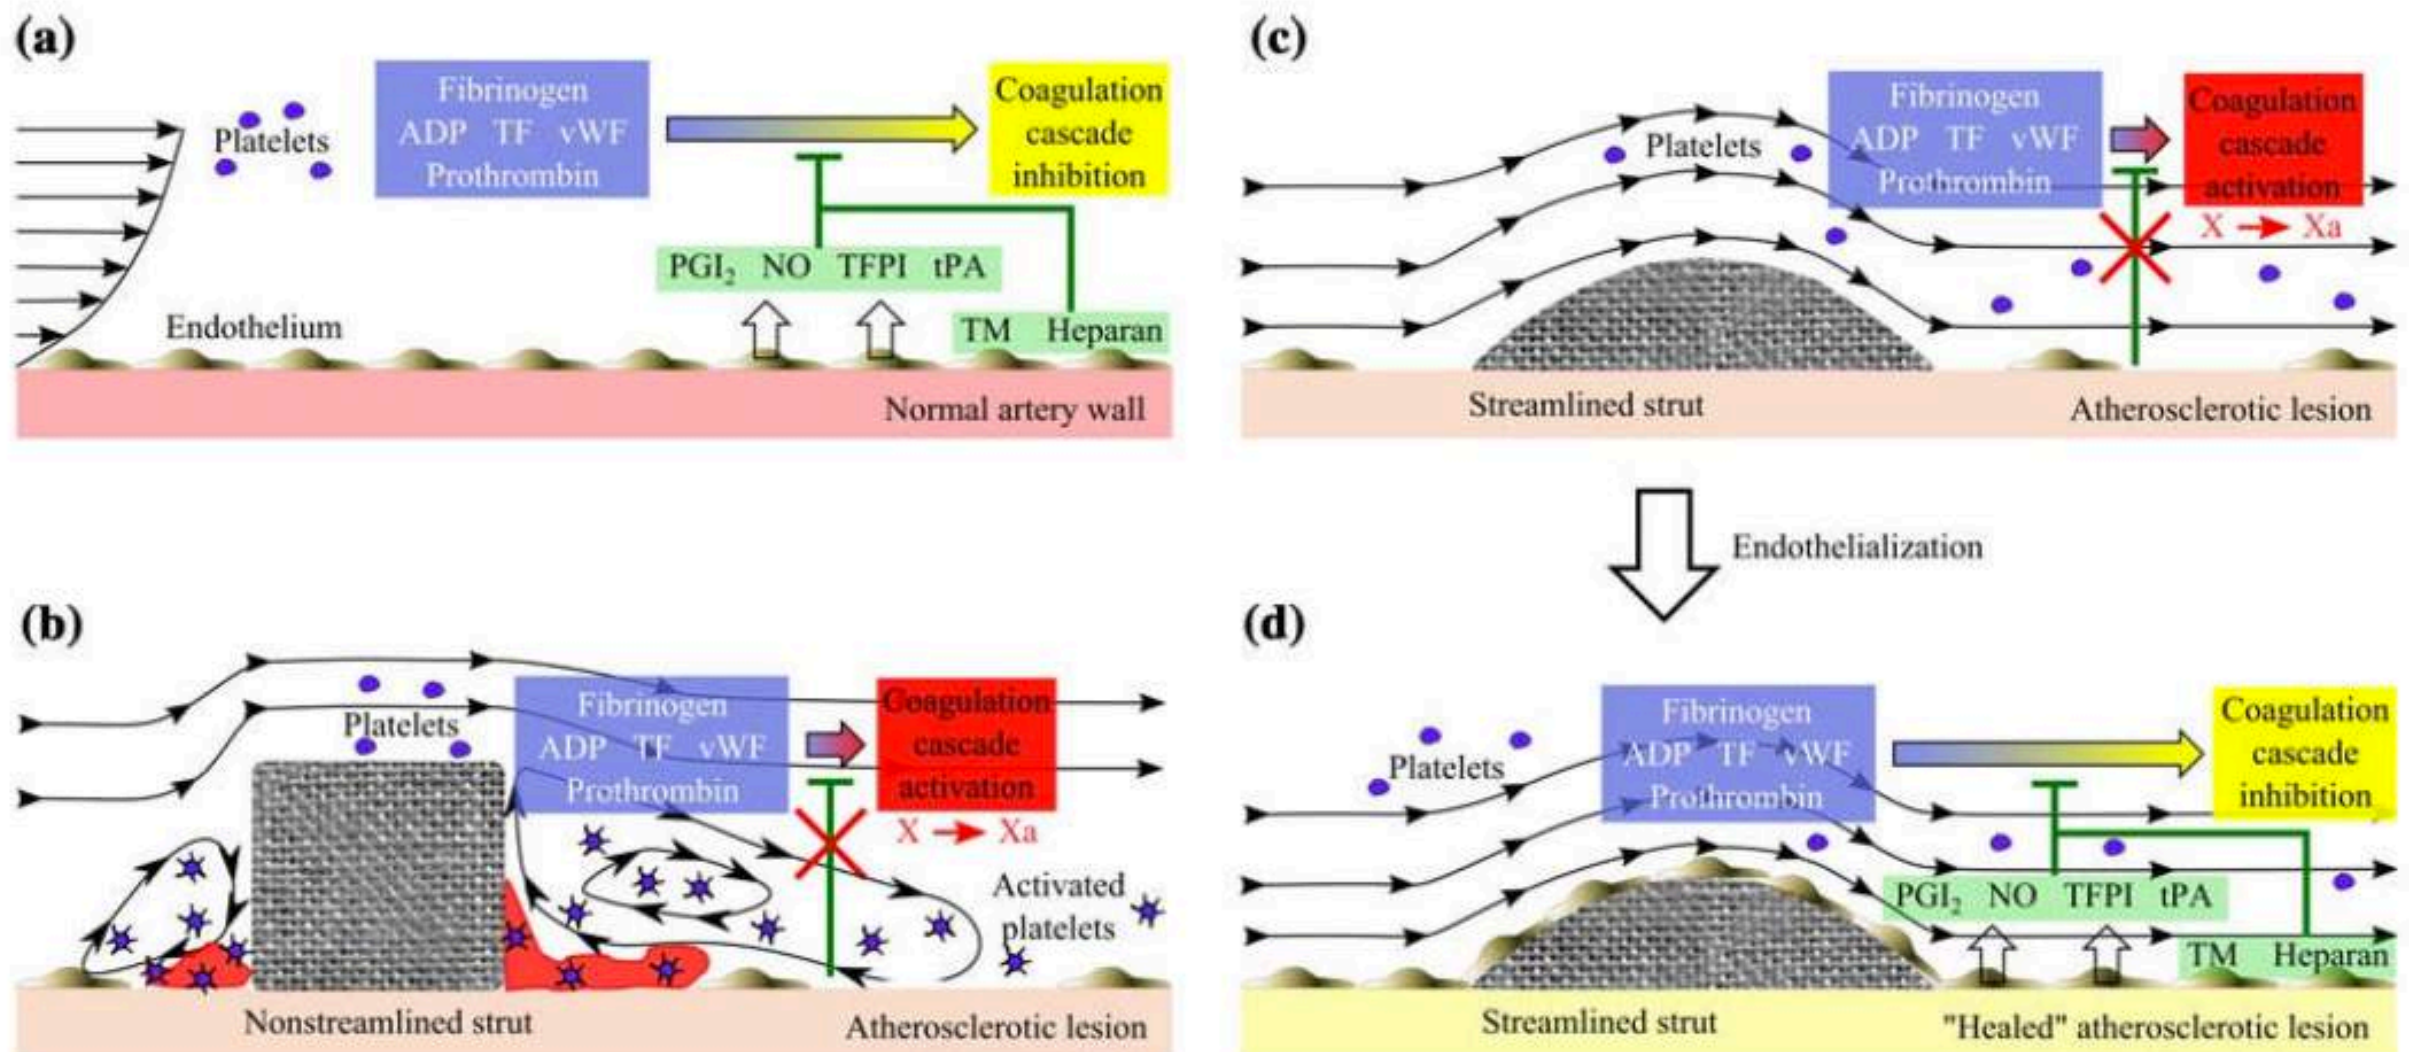 (a)
Platelets
Fibrinogen
ADP TF vWF
Prothrombin
Coagulation
cascade
inhibition
PGI₂ NO TFPI tPA
TM Heparan
Endothelium
Normal artery wall
(b)
Platelets
Fibrinogen
ADP TF vWF
Prothrombin
Coagulation
cascade
activation
X → Xa
Activated
platelets
Nonstreamlined strut
Atherosclerotic lesion
(c)
Platelets
Fibrinogen
ADP TF vWF
Prothrombin
Coagulation
cascade
activation
X → Xa
Streamlined strut
Atherosclerotic lesion
Endothelialization
(d)
Platelets
Fibrinogen
ADP TF vWF
Prothrombin
Coagulation
cascade
inhibition
PGI₂ NO TFPI tPA
TM Heparan
Streamlined strut
"Healed" atherosclerotic lesion